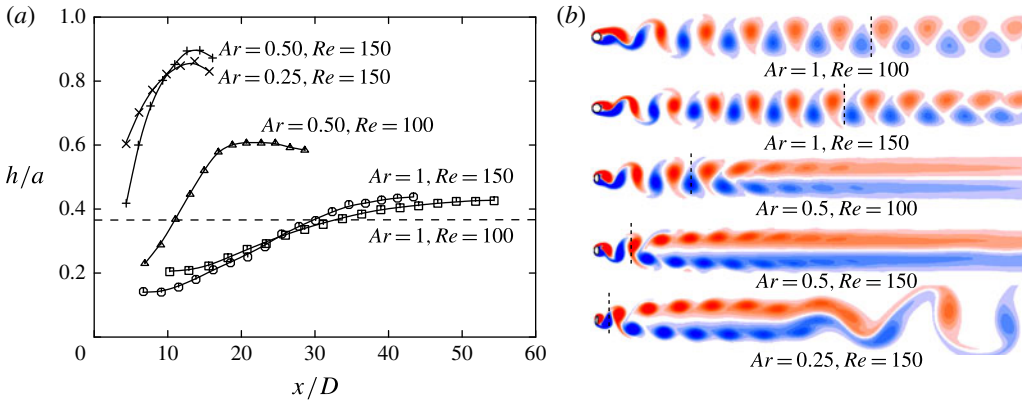 (a)
1.0
0.8
0.6
h/a
0.4
0.2
0
10
20
30
40
50
60
x/D
Ar = 0.50, Re = 150
Ar = 0.25, Re = 150
Ar = 0.50, Re = 100
Ar = 1, Re = 150
Ar = 1, Re = 100
(b)
Ar = 1, Re = 100
Ar = 1, Re = 150
Ar = 0.5, Re = 100
Ar = 0.5, Re = 150
Ar = 0.25, Re = 150